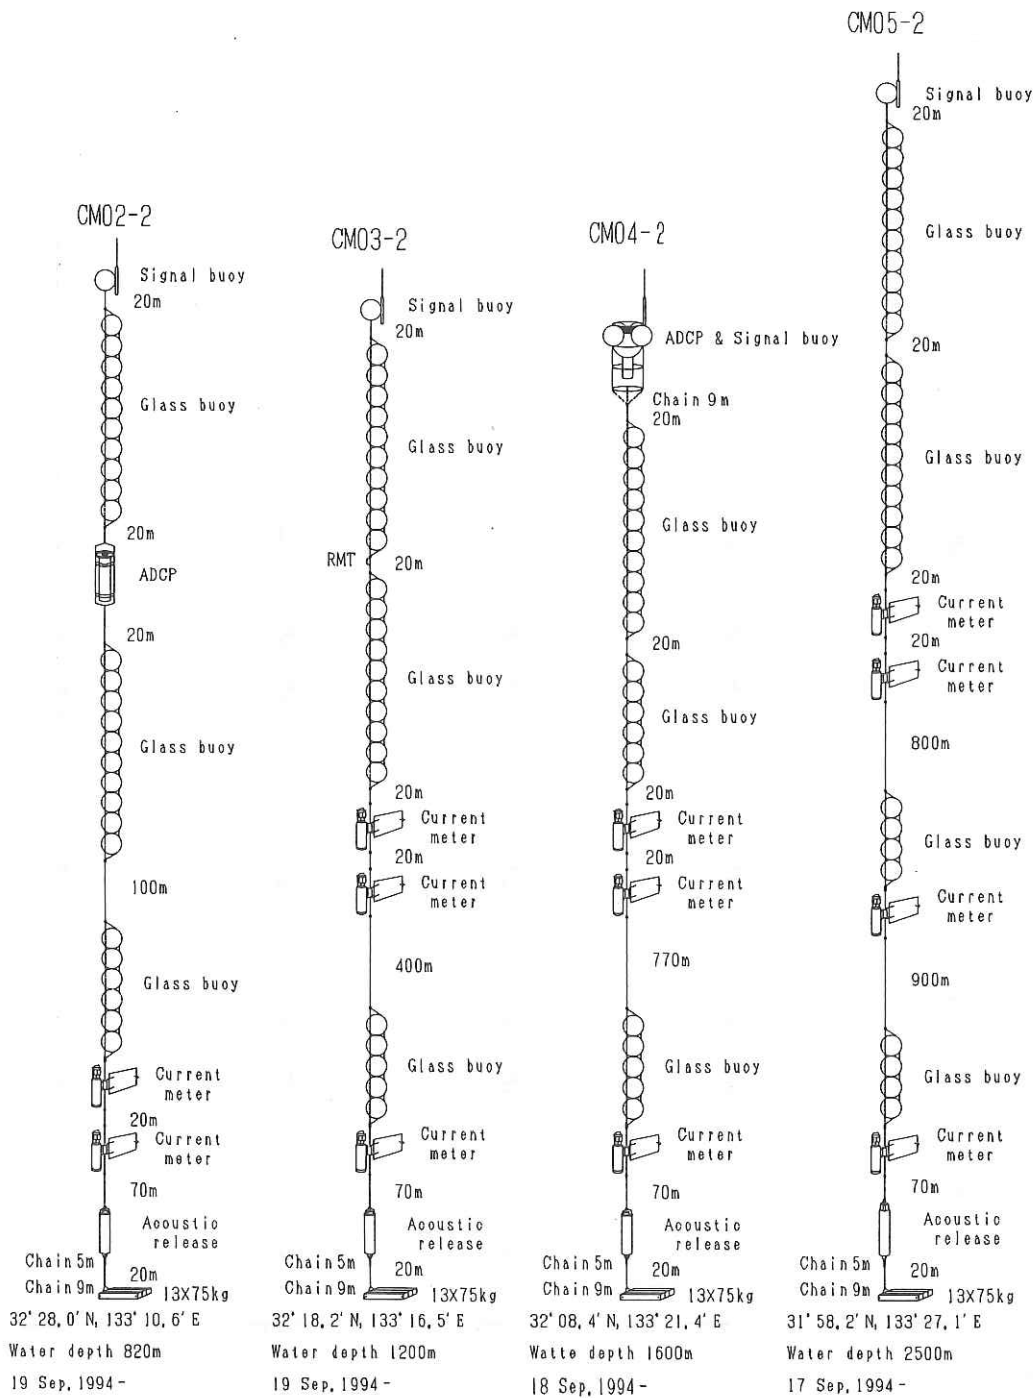 CM02-2
Signal buoy
20m
Glass buoy
20m
ADCP
20m
Glass buoy
100m
Glass buoy
Current
meter
20m
Current
meter
70m
Acoustic
release
Chain 5m
20m
Chain 9m
13X75kg
32° 28, 0' N, 133° 10, 6' E
Water depth 820m
19 Sep, 1994-
CM03-2
Signal buoy
20m
Glass buoy
RMT
20m
Glass buoy
20m
Current
meter
20m
Current
meter
400m
Glass buoy
Current
meter
70m
Acoustic
release
Chain 5m
20m
Chain 9m
13X75kg
32° 18, 2' N, 133° 16, 5' E
Water depth 1200m
19 Sep, 1994-
CM04-2
ADCP & Signal buoy
Chain 9m
20m
Glass buoy
20m
Glass buoy
20m
Current
meter
20m
Current
meter
770m
Glass buoy
Current
meter
70m
Acoustic
release
Chain 5m
20m
Chain 9m
13X75kg
32° 08, 4' N, 133° 21, 4' E
Watte depth 1600m
18 Sep, 1994-
CM05-2
Signal buoy
20m
Glass buoy
20m
Glass buoy
20m
Current
meter
20m
Current
meter
800m
Glass buoy
Current
meter
900m
Glass buoy
Current
meter
70m
Acoustic
release
Chain 5m
20m
Chain 9m
13X75kg
31° 58, 2' N, 133° 27, 1' E
Water depth 2500m
17 Sep, 1994-